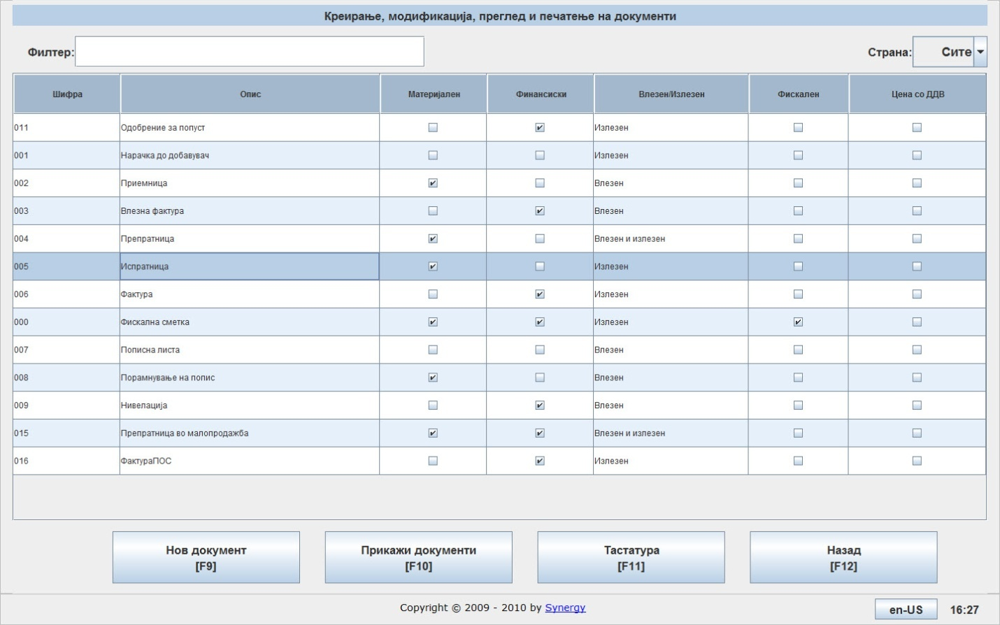 Креирање, модификација, преглед и печатење на документи
Филтер:
Страна: Сите
Шифра Опис Материјален Финансиски Влезен/Излезен Фискален Цена со ДДВ
011 Одобрение за попуст Излезен
001 Нарачка до добавувач Излезен
002 Приемница Влезен
003 Влезна фактура Влезен
004 Препратница Влезен и излезен
005 Испратница Излезен
006 Фактура Излезен
000 Фискална сметка Излезен
007 Пописна листа Влезен
008 Порамнување на попис Влезен
009 Нивелација Влезен
015 Препратница во малопродажба Влезен и излезен
016 ФактураПОС Излезен
Нов документ
[F9]
Прикажи документи
[F10]
Тастатура
[F11]
Назад
[F12]
Copyright © 2009 - 2010 by Synergy
en-US 16:27